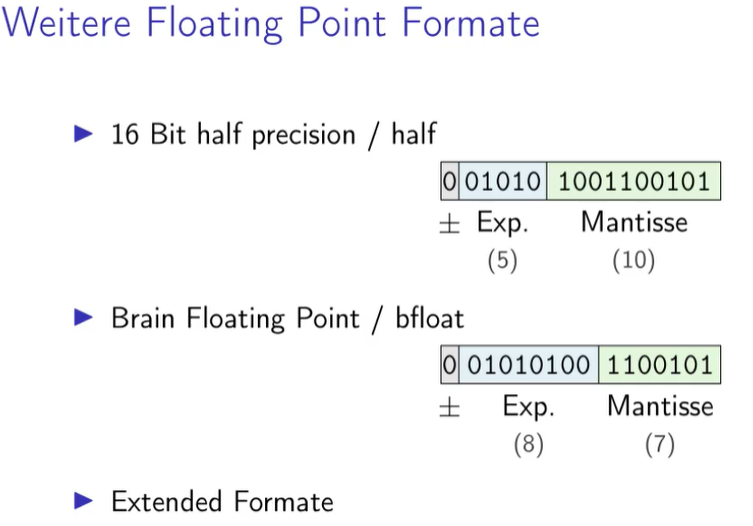 Weitere Floating Point Formate
▶ 16 Bit half precision / half
0 01010 1001100101
± Exp. Mantisse
(5) (10)
▶ Brain Floating Point / bfloat
0 01010100 1100101
± Exp. Mantisse
(8) (7)
▶ Extended Formate